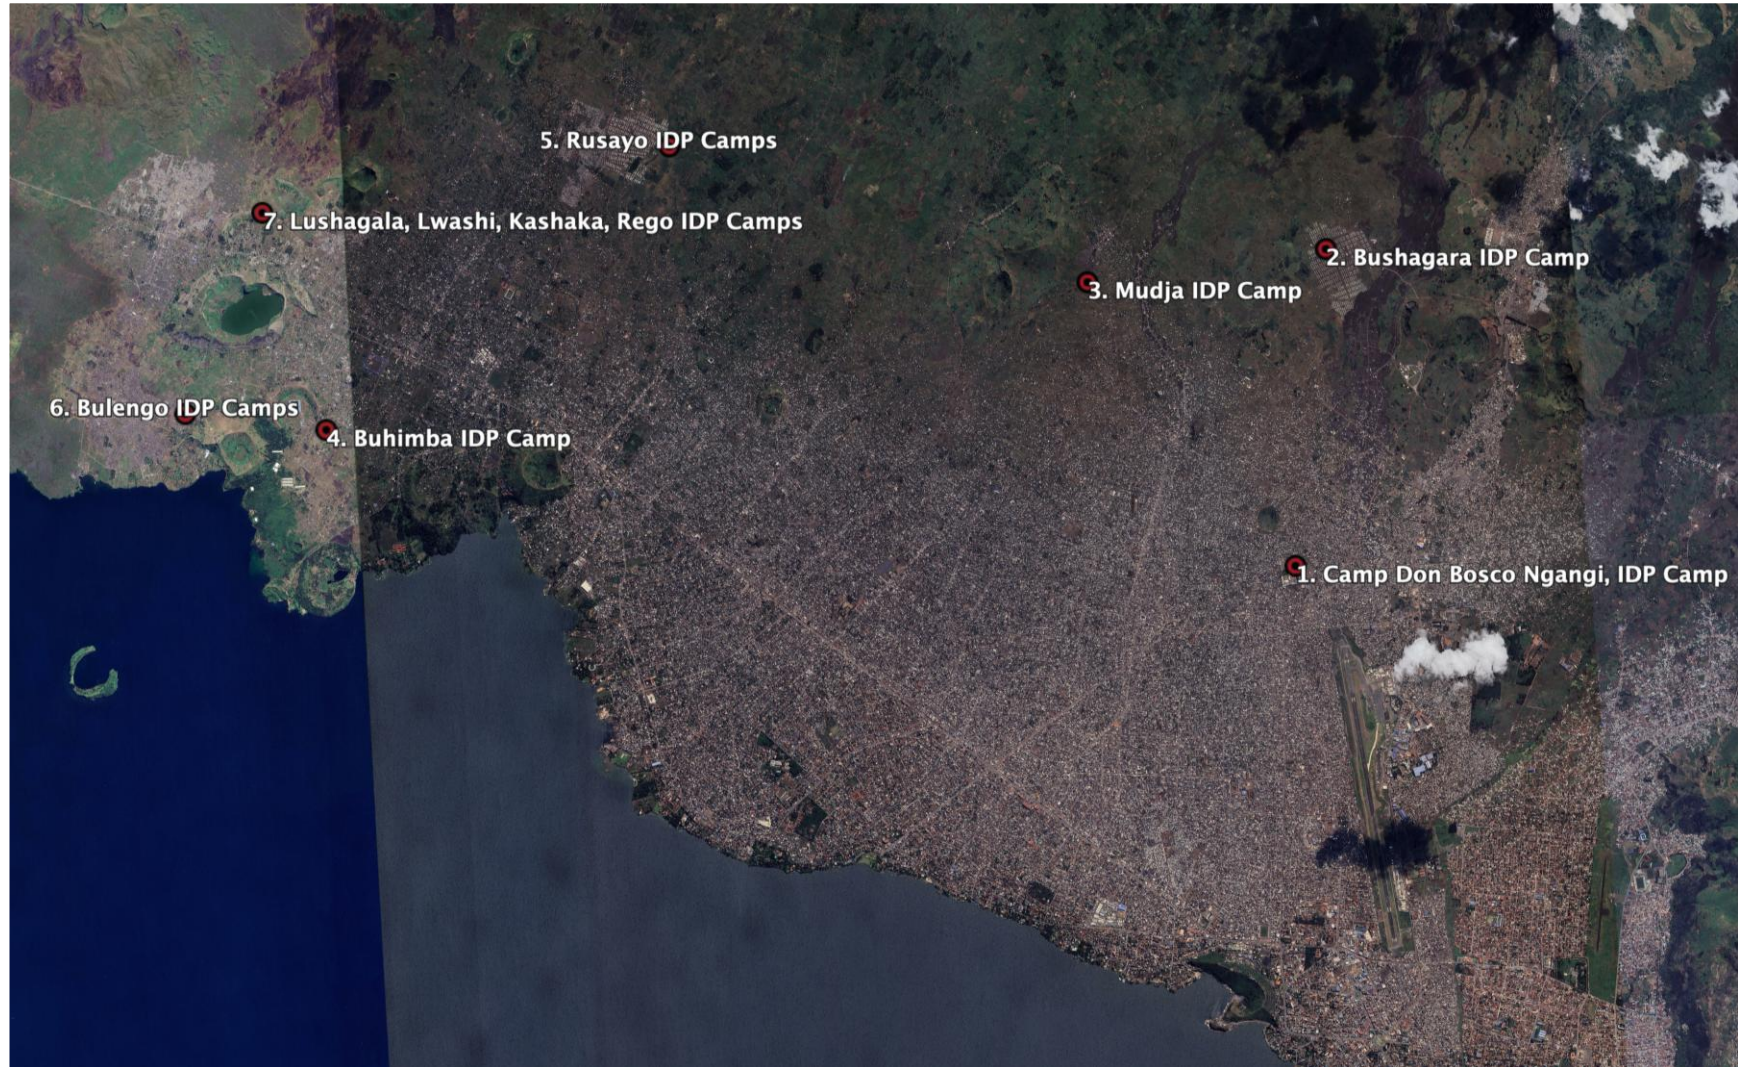 5. Rusayo IDP Camps
7. Lushagala, Lwashi, Kashaka, Rego IDP Camps
2. Bushagara IDP Camp
3. Mudja IDP Camp
6. Bulengo IDP Camps
4. Buhimba IDP Camp
1. Camp Don Bosco Ngangi, IDP Camp